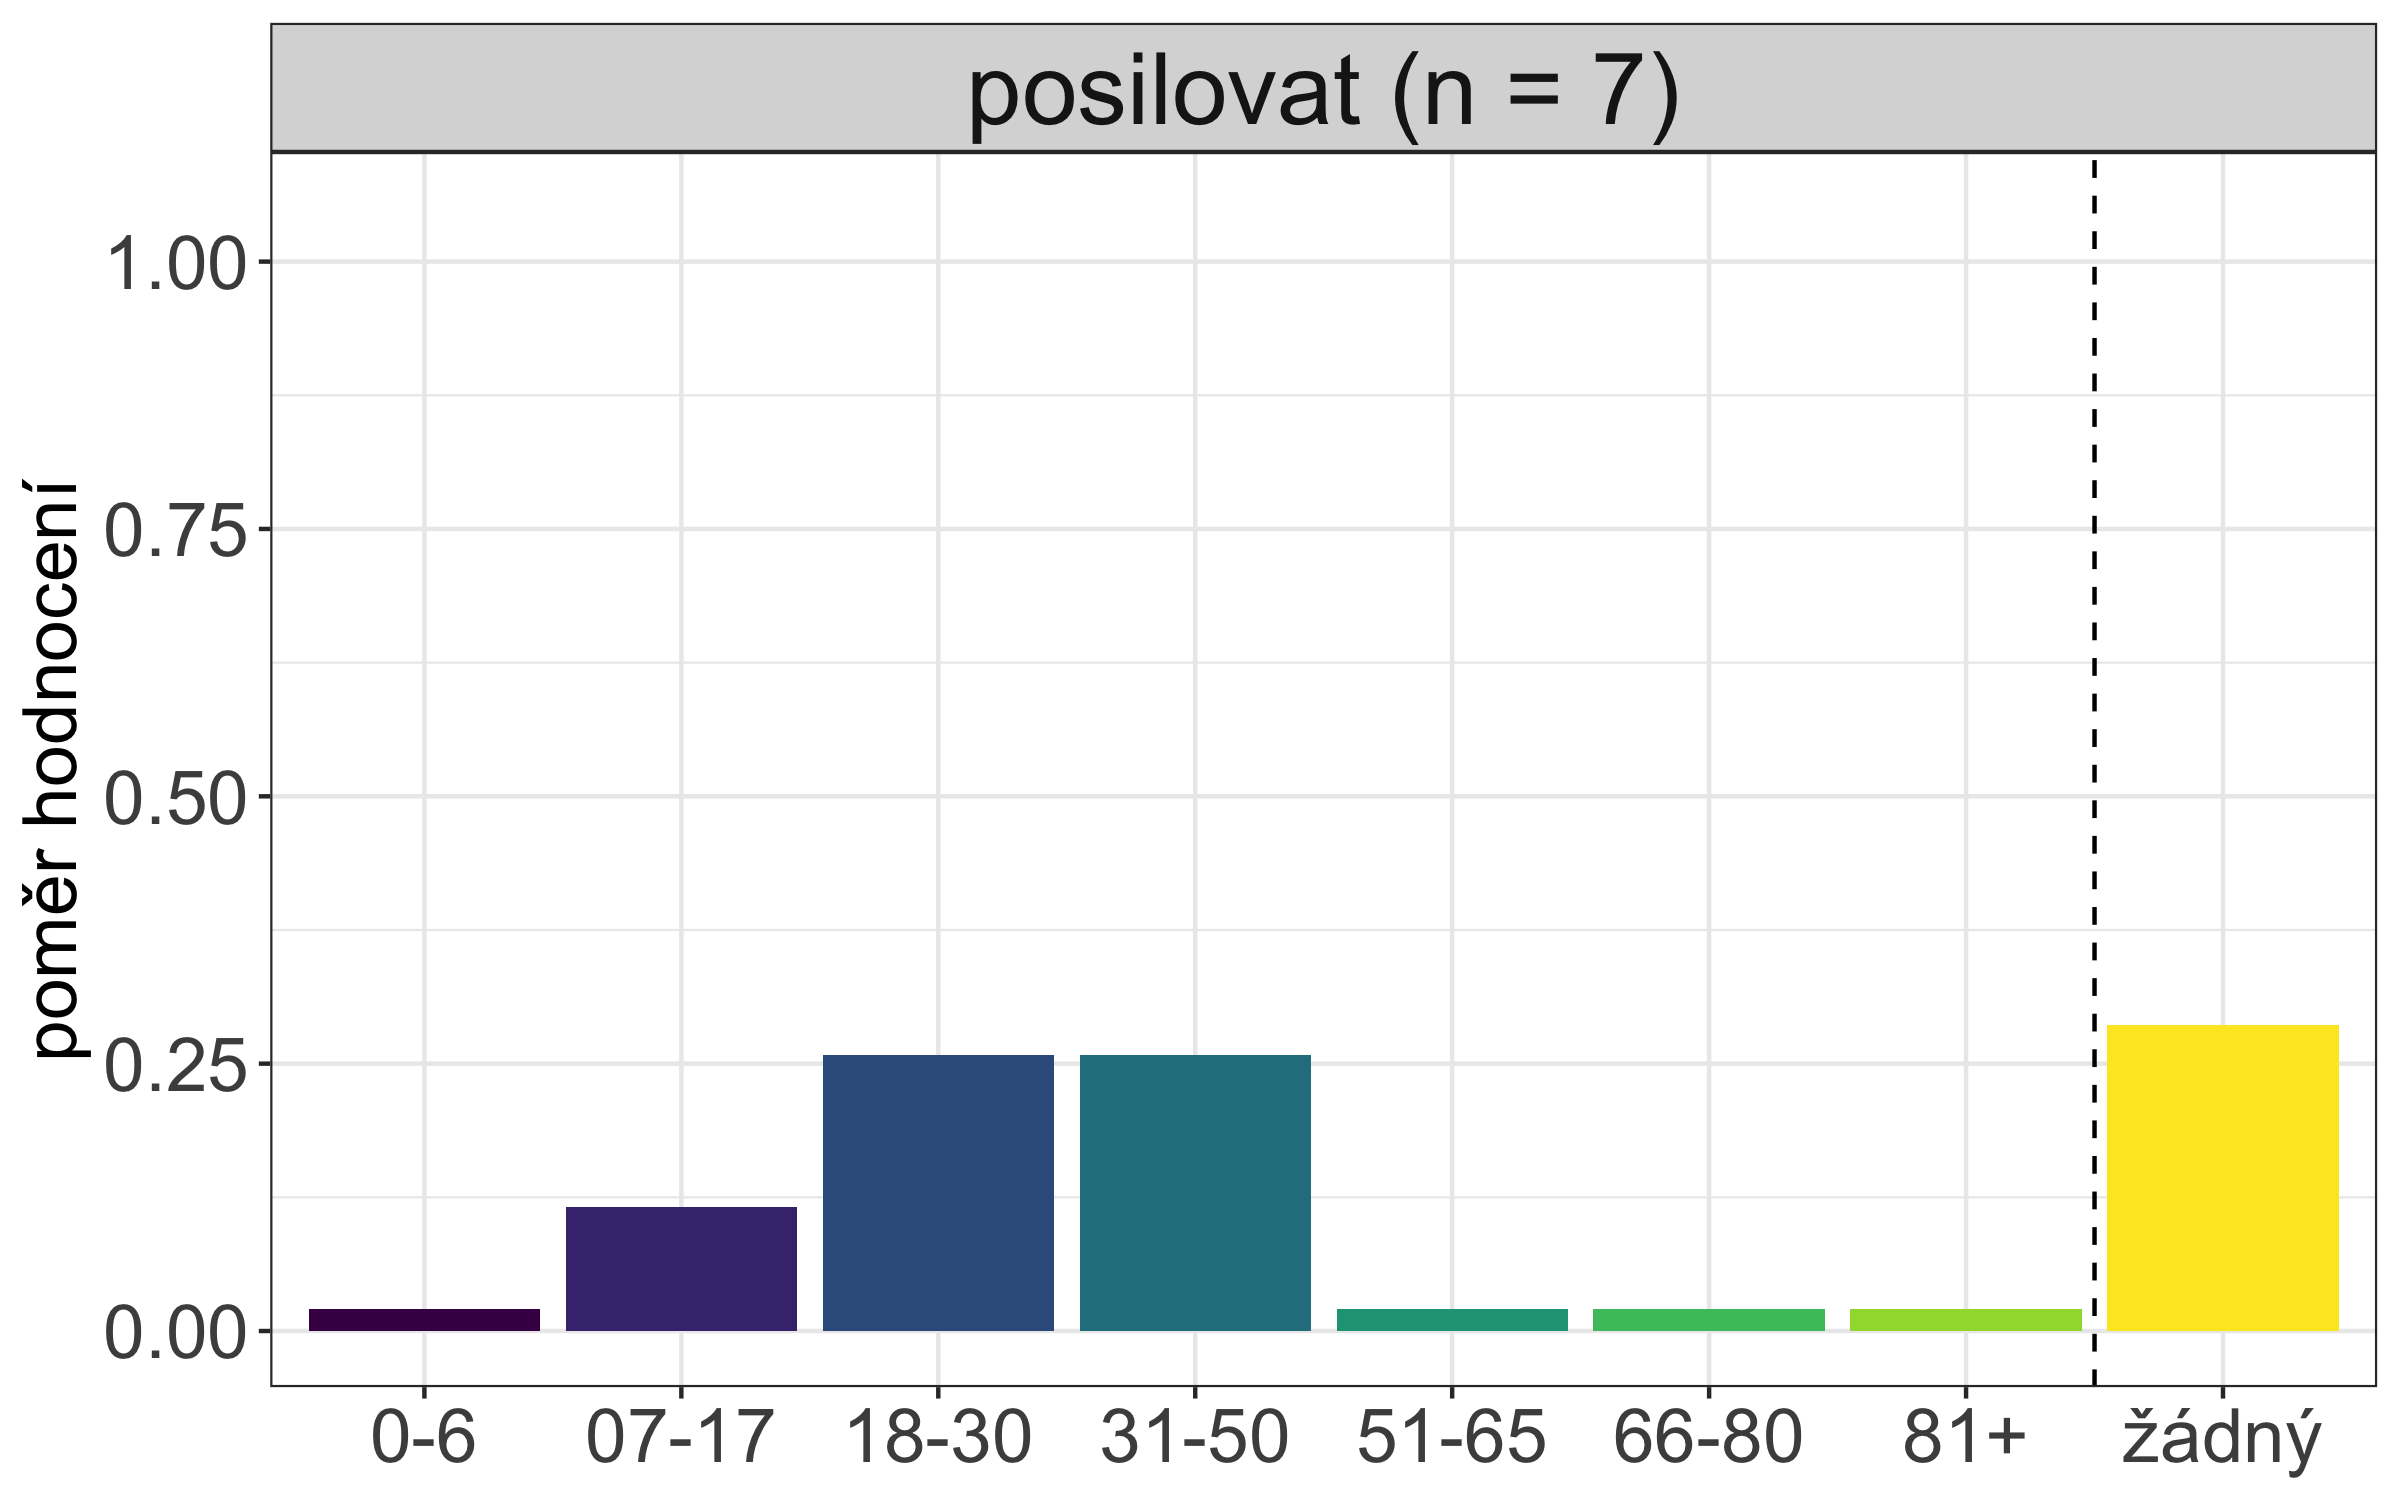 posilovat (n = 7)
poměr hodnocení
1.00
0.75
0.50
0.25
0.00
0-6 07-17 18-30 31-50 51-65 66-80 81+ žádný